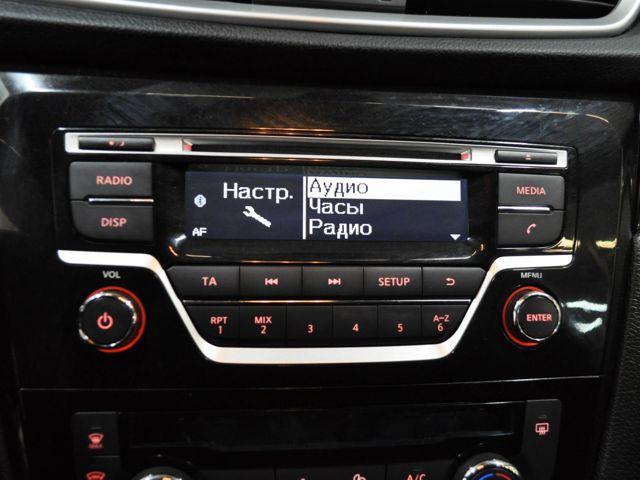 RADIO
DISP
Настр.
AF
Аудио
Часы
Радио
MEDIA
VOL
TA
SETUP
MENU
RPT 1
MIX 2
3
4
5
A-Z 6
ENTER
A/C